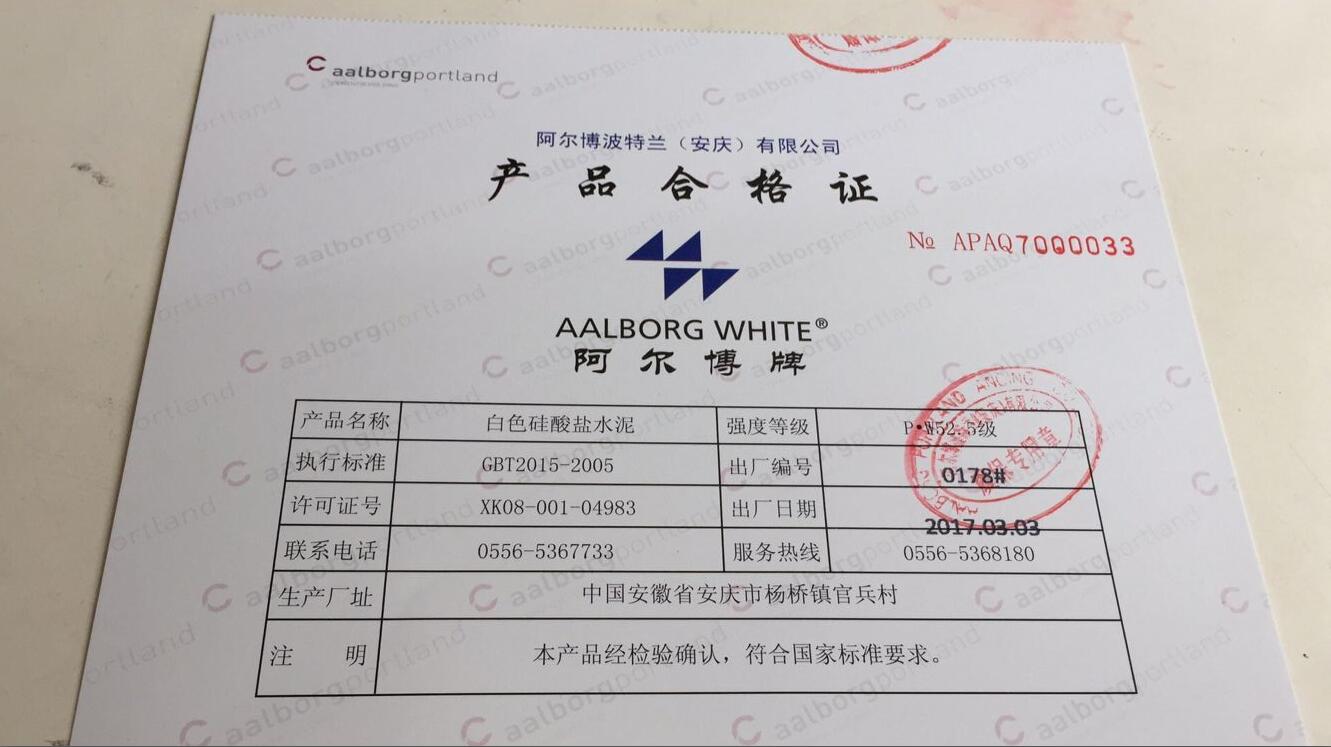 aalborgportland
阿尔博波特兰（安庆）有限公司
产品合格证
№ APAQ7000033
AALBORG WHITE®
阿尔博牌
产品名称 白色硅酸盐水泥 强度等级 P·W52.5级
执行标准 GBT2015-2005 出厂编号 0178#
许可证号 XK08-001-04983 出厂日期 2017.03.03
联系电话 0556-5367733 服务热线 0556-5368180
生产厂址 中国安徽省安庆市杨桥镇官兵村
注 明 本产品经检验确认，符合国家标准要求。
专用章